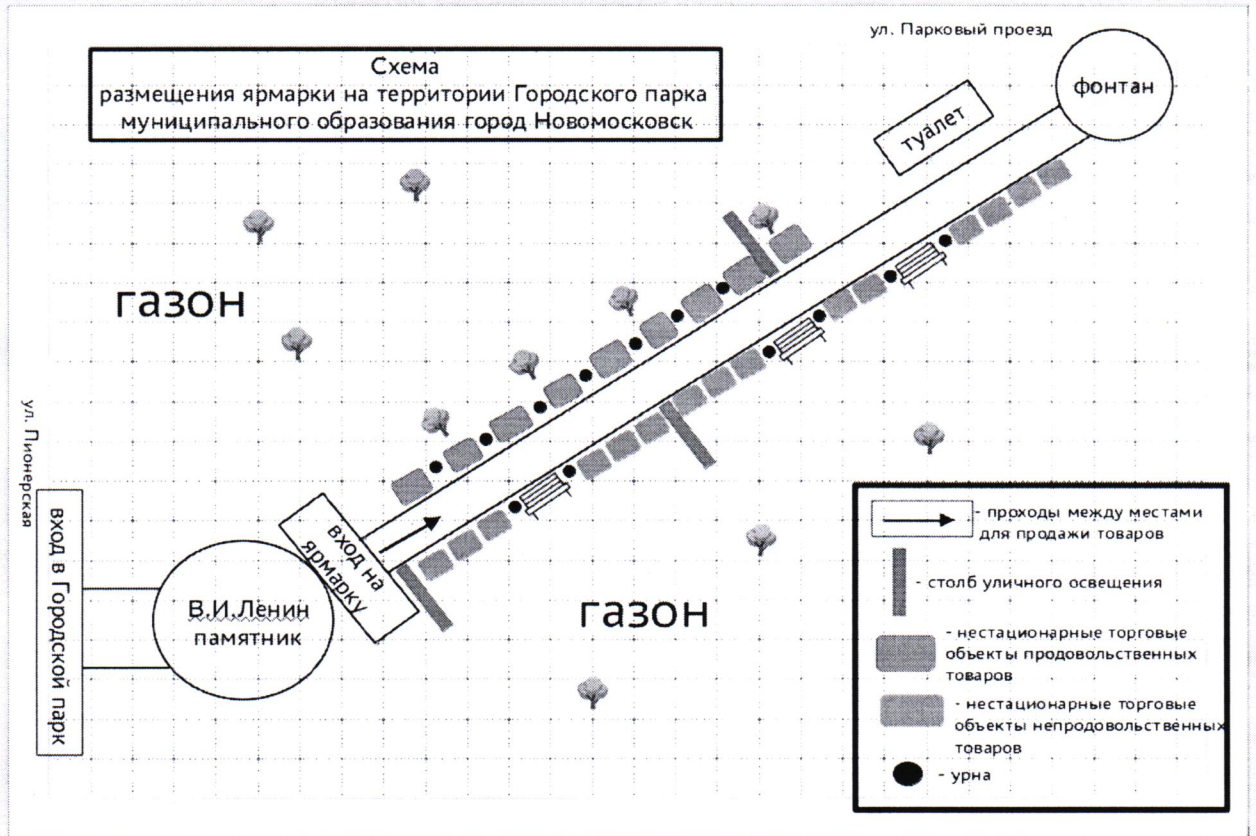 ул. Парковый проезд
Схема
размещения ярмарки на территории Городского парка
муниципального образования город Новомосковск
фонтан
туалет
газон
ул. Пионерская
вход в Городской парк
В.И.Ленин
памятник
вход на
ярмарку
газон
- проходы между местами
для продажи товаров
- столб уличного освещения
- нестационарные торговые
объекты продовольственных
товаров
- нестационарные торговые
объекты непродовольственных
товаров
- урна